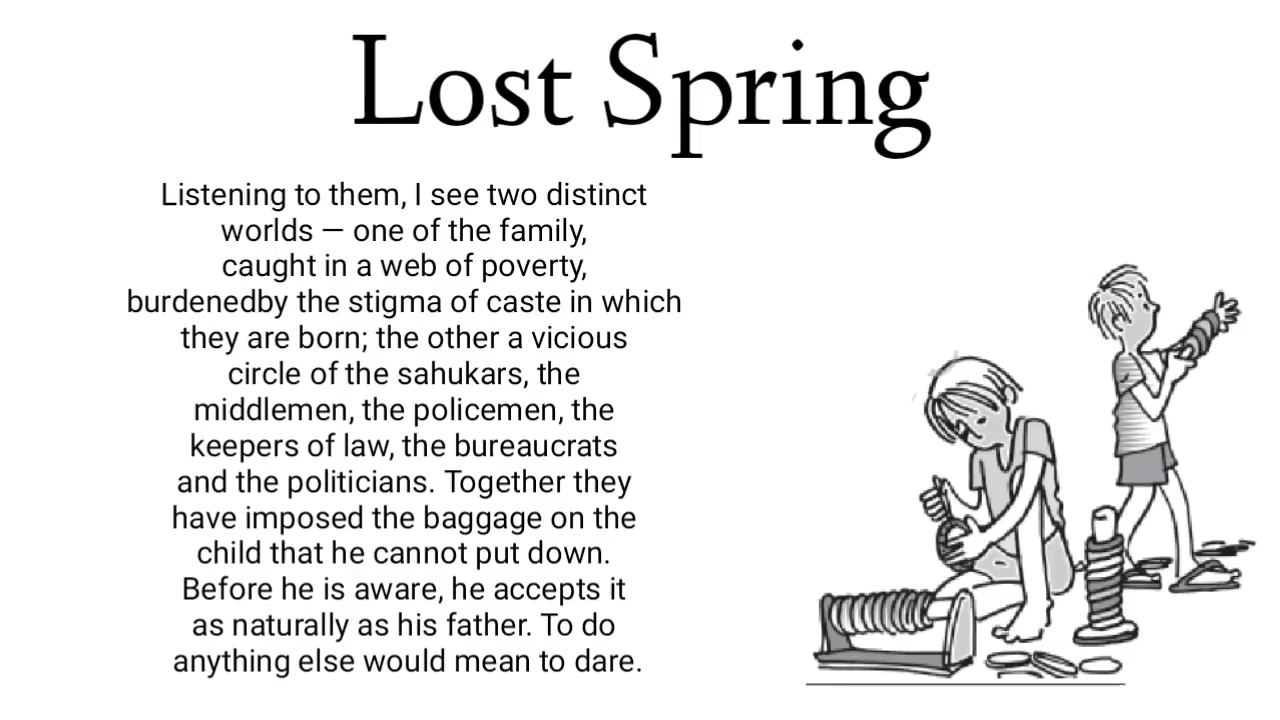 Lost Spring
Listening to them, I see two distinct
worlds — one of the family,
caught in a web of poverty,
burdenedby the stigma of caste in which
they are born; the other a vicious
circle of the sahukars, the
middlemen, the policemen, the
keepers of law, the bureaucrats
and the politicians. Together they
have imposed the baggage on the
child that he cannot put down.
Before he is aware, he accepts it
as naturally as his father. To do
anything else would mean to dare.